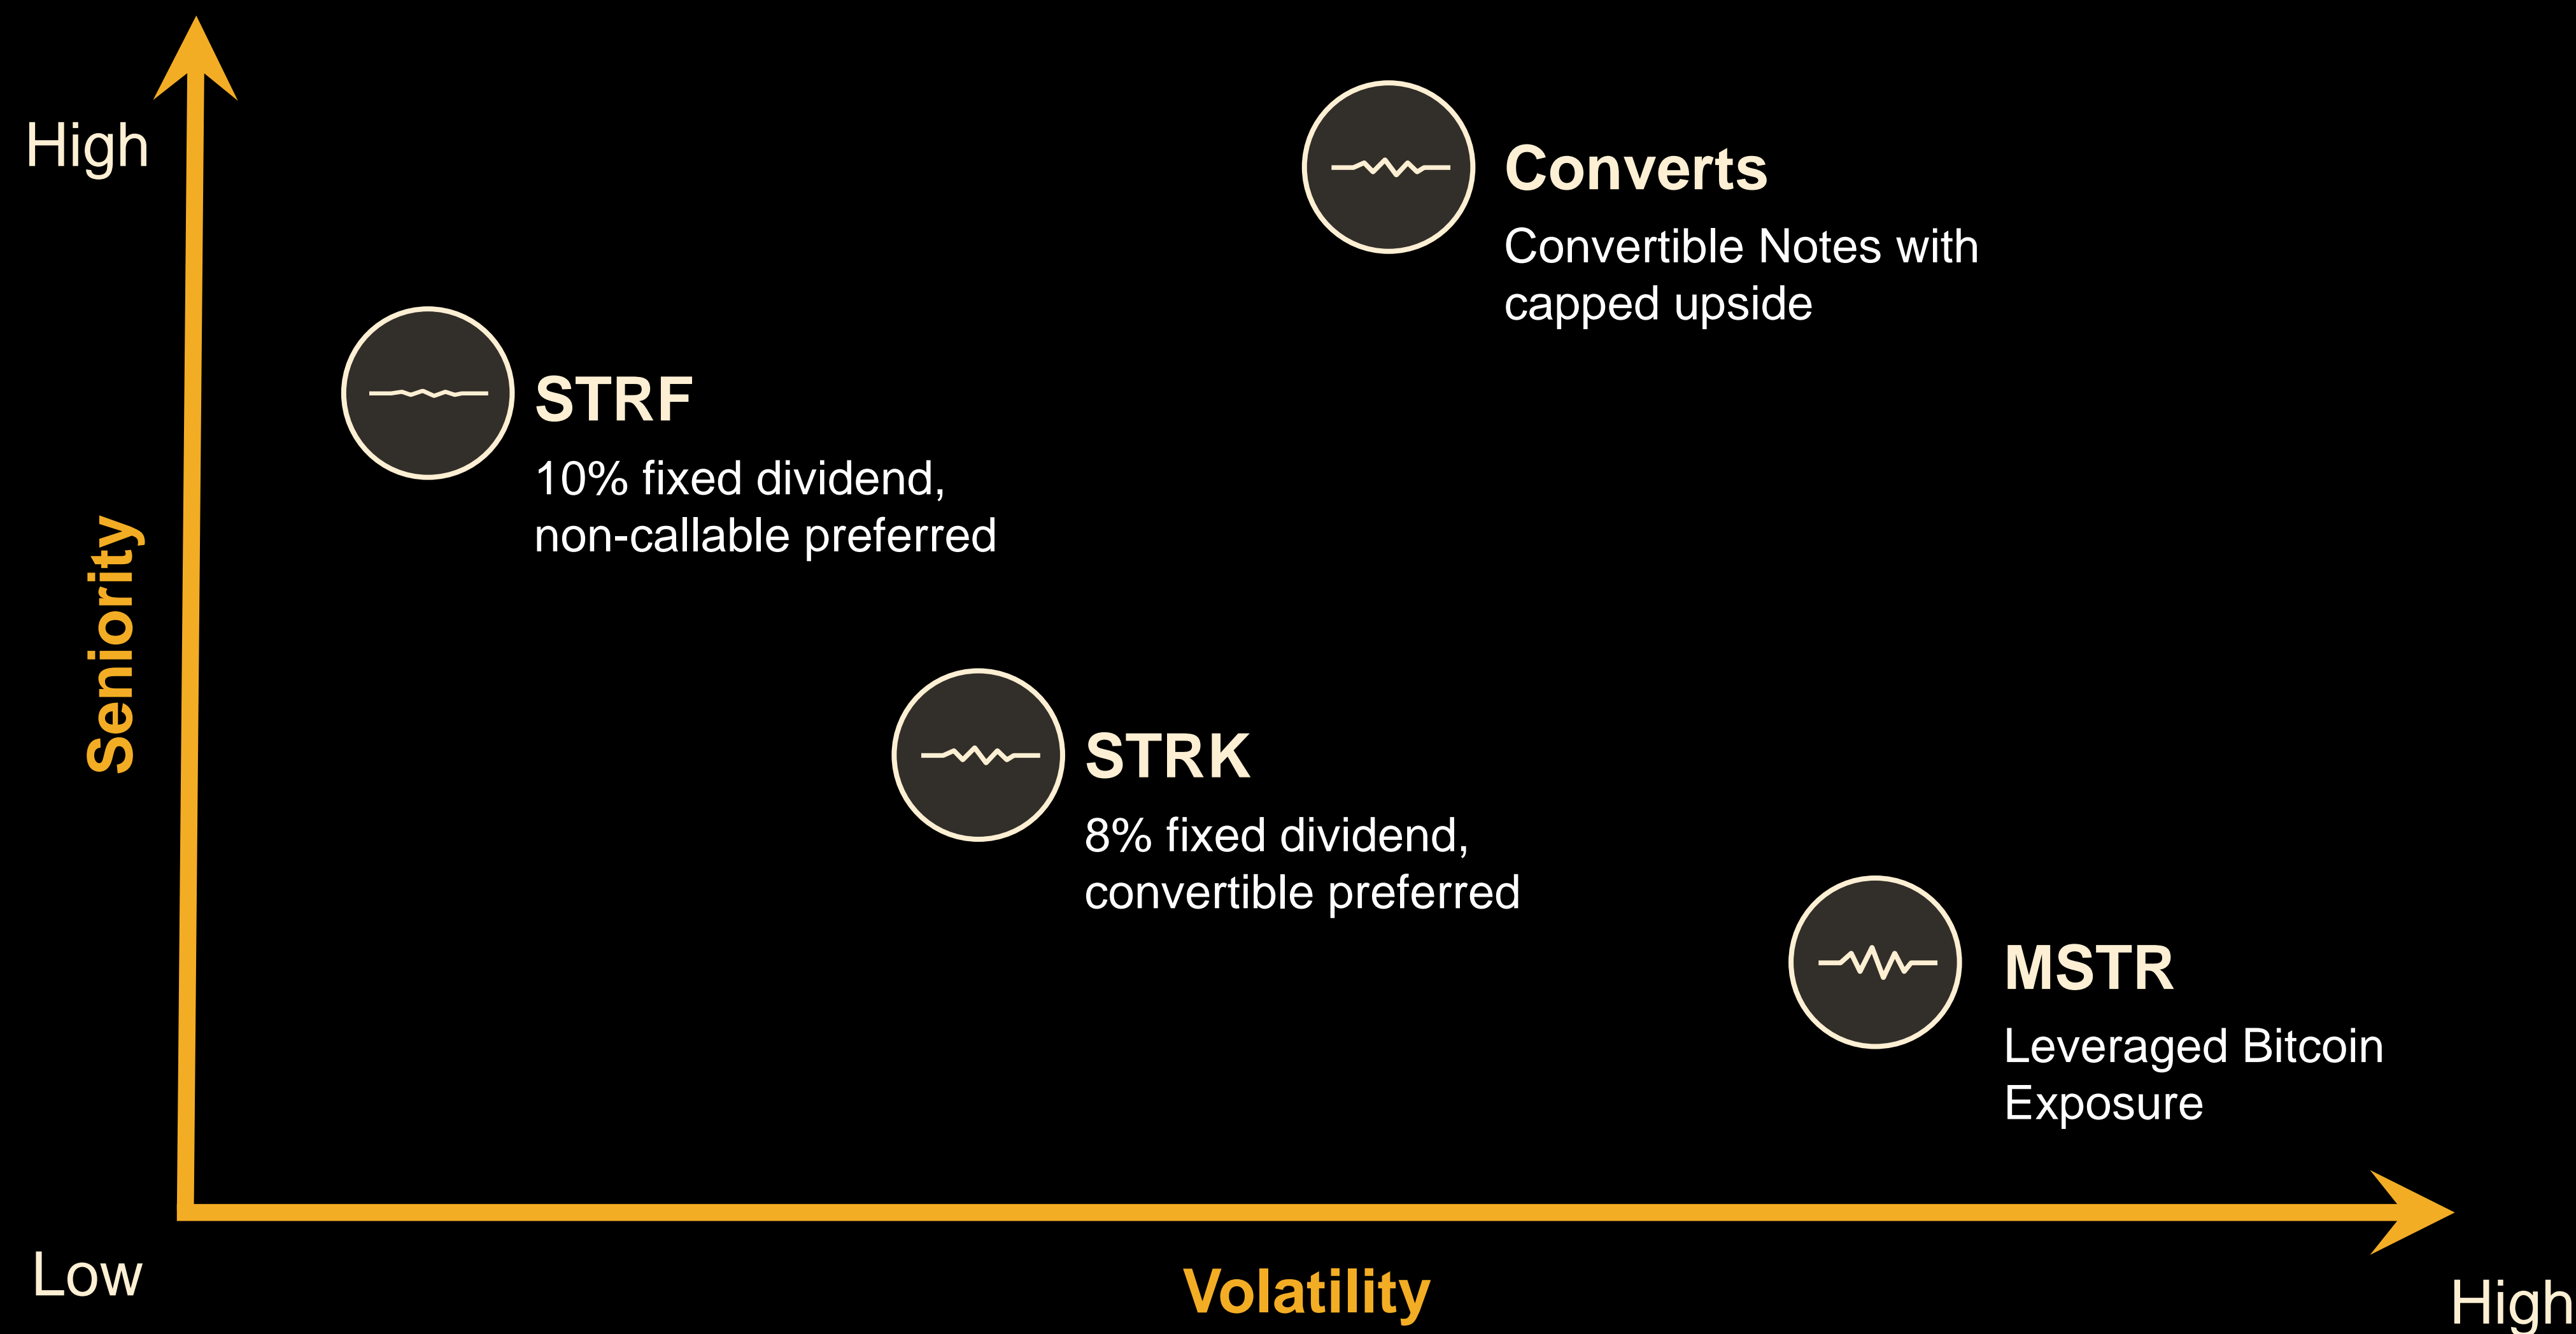 High
Converts
Convertible Notes with
capped upside
STRF
10% fixed dividend,
non-callable preferred
Seniority
STRK
8% fixed dividend,
convertible preferred
MSTR
Leveraged Bitcoin
Exposure
Low
Volatility
High